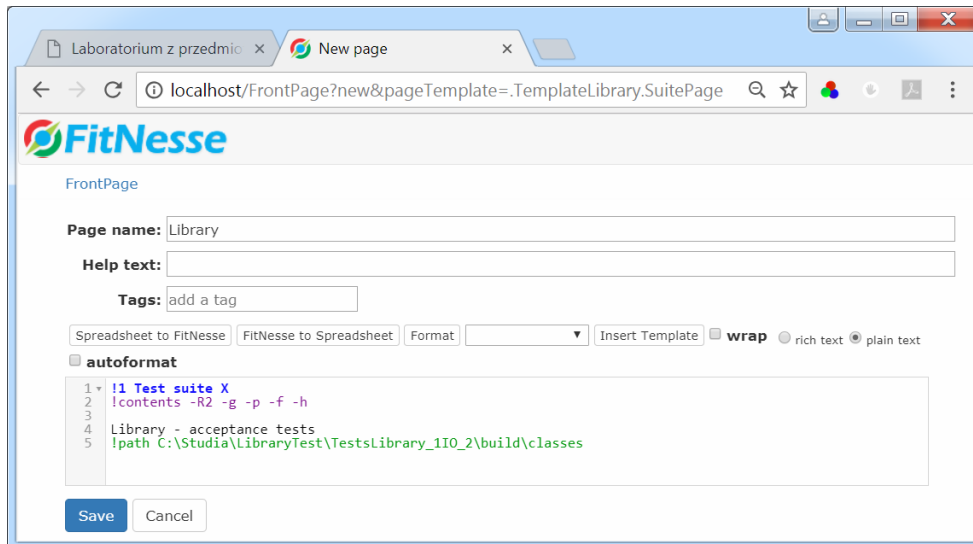 Laboratorium z przedmio
New page
localhost/FrontPage?new&pageTemplate=.TemplateLibrary.SuitePage
FitNesse
FrontPage
Page name: Library
Help text:
Tags: add a tag
Spreadsheet to FitNesse FitNesse to Spreadsheet Format Insert Template wrap rich text plain text
autoformat
1 !1 Test suite X
2 !contents -R2 -g -p -f -h
3
4 Library - acceptance tests
5 !path C:\Studia\LibraryTest\TestsLibrary_1IO_2\build\classes
Save Cancel